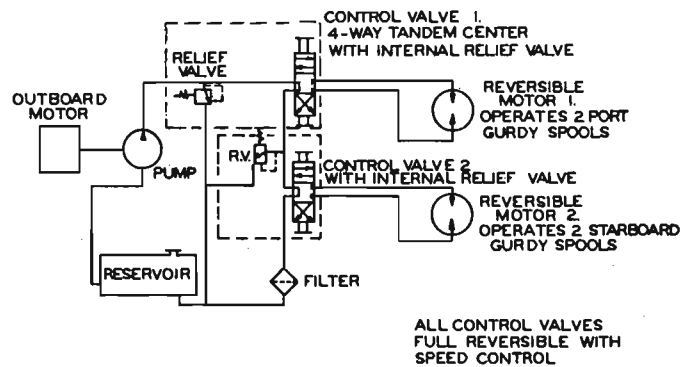 CONTROL VALVE 1.
4-WAY TANDEM CENTER
WITH INTERNAL RELIEF VALVE
RELIEF
VALVE
OUTBOARD
MOTOR
PUMP
REVERSIBLE
MOTOR 1.
OPERATES 2 PORT
GURDY SPOOLS
R.V.
CONTROL VALVE 2
WITH INTERNAL RELIEF VALVE
REVERSIBLE
MOTOR 2.
OPERATES 2 STARBOARD
GURDY SPOOLS
RESERVOIR
FILTER
ALL CONTROL VALVES
FULL REVERSIBLE WITH
SPEED CONTROL